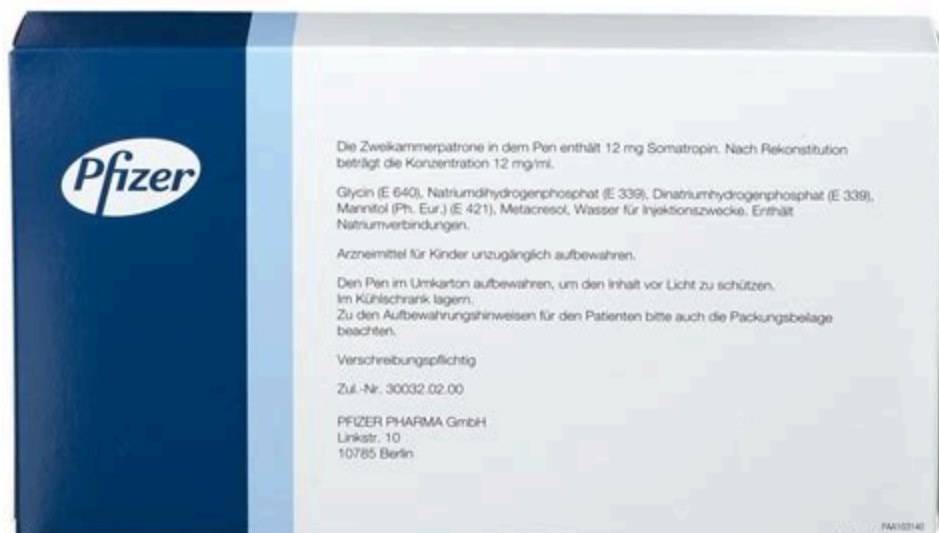 Pfizer
Die Zweikammerpatrone in dem Pen enthält 12 mg Somatropin. Nach Rekonstitution
beträgt die Konzentration 12 mg/ml.
Glycin (E 640), Natriumdihydrogenphosphat (E 339), Dinatriumhydrogenphosphat (E 339),
Mannitol (Ph. Eur.) (E 421), Metacresol, Wasser für Injektionszwecke. Enthält
Natriumverbindungen.
Arzneimittel für Kinder unzugänglich aufbewahren.
Den Pen im Umkarton aufbewahren, um den Inhalt vor Licht zu schützen.
Im Kühlschrank lagern.
Zu den Aufbewahrungshinweisen für den Patienten bitte auch die Packungsbeilage
beachten.
Verschreibungspflichtig
Zul.-Nr. 30032.02.00
PFIZER PHARMA GmbH
Linkstr. 10
10785 Berlin
PAA103140